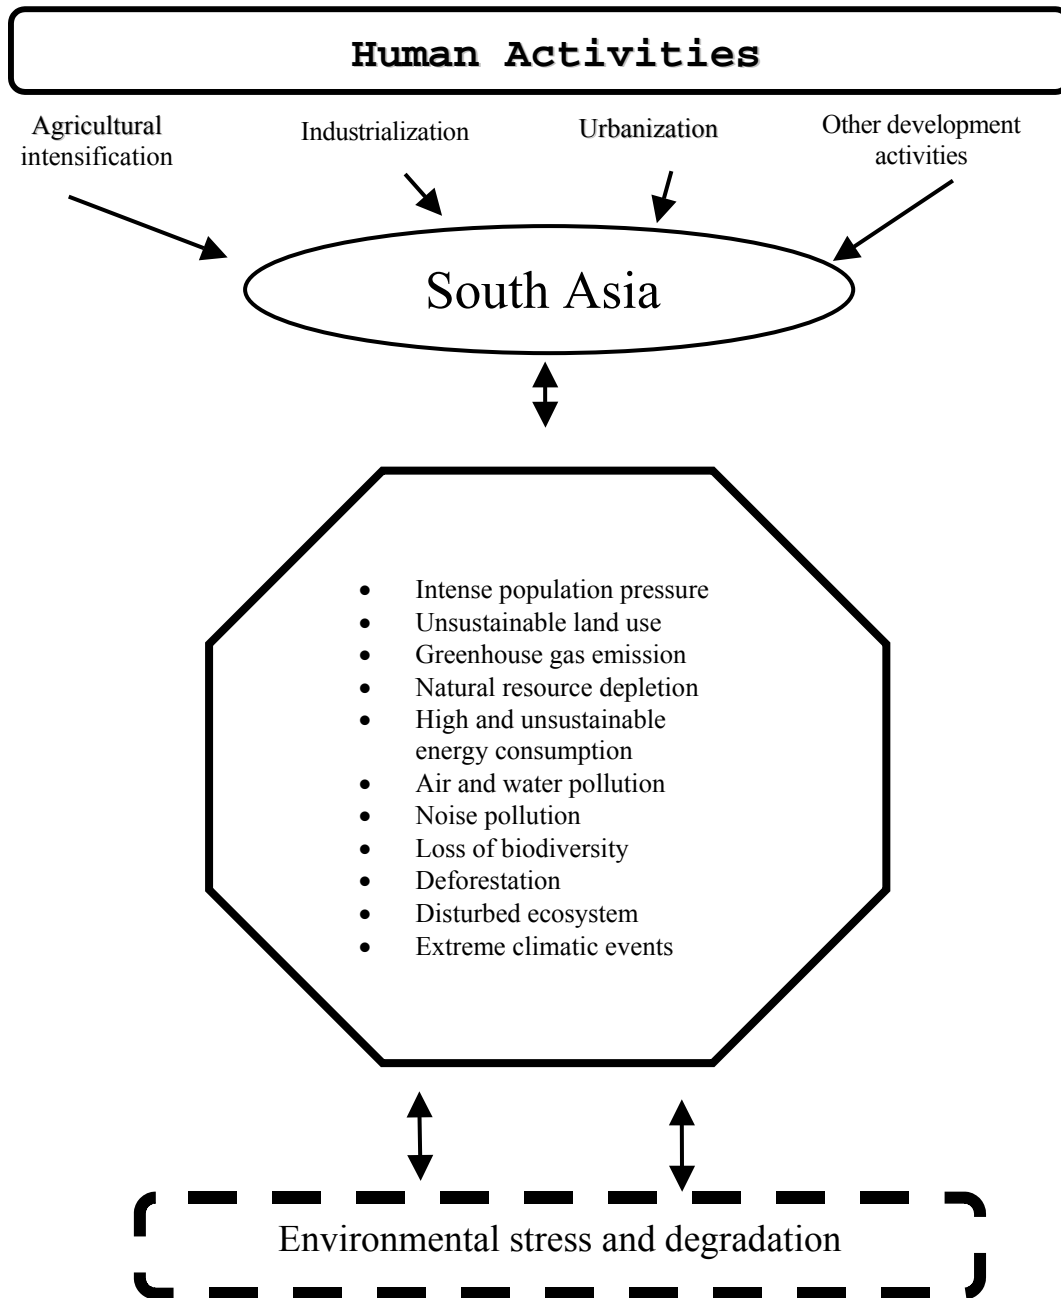 Human Activities
Agricultural
intensification
Industrialization
Urbanization
Other development
activities
South Asia
• Intense population pressure
• Unsustainable land use
• Greenhouse gas emission
• Natural resource depletion
• High and unsustainable
energy consumption
• Air and water pollution
• Noise pollution
• Loss of biodiversity
• Deforestation
• Disturbed ecosystem
• Extreme climatic events
Environmental stress and degradation